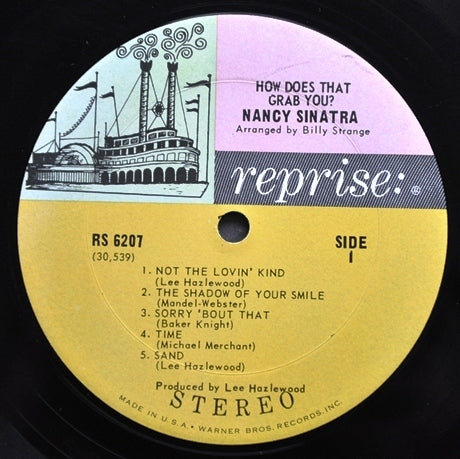 HOW DOES THAT
GRAB YOU?
NANCY SINATRA
Arranged by Billy Strange
reprise: ®
RS 6207
(30,539)
SIDE
1
1. NOT THE LOVIN' KIND
(Lee Hazlewood)
2. THE SHADOW OF YOUR SMILE
(Mandel-Webster)
3. SORRY 'BOUT THAT
(Baker Knight)
4. TIME
(Michael Merchant)
5. SAND
(Lee Hazlewood)
Produced by Lee Hazlewood
STEREO
MADE IN U.S.A. • WARNER BROS. RECORDS, INC.